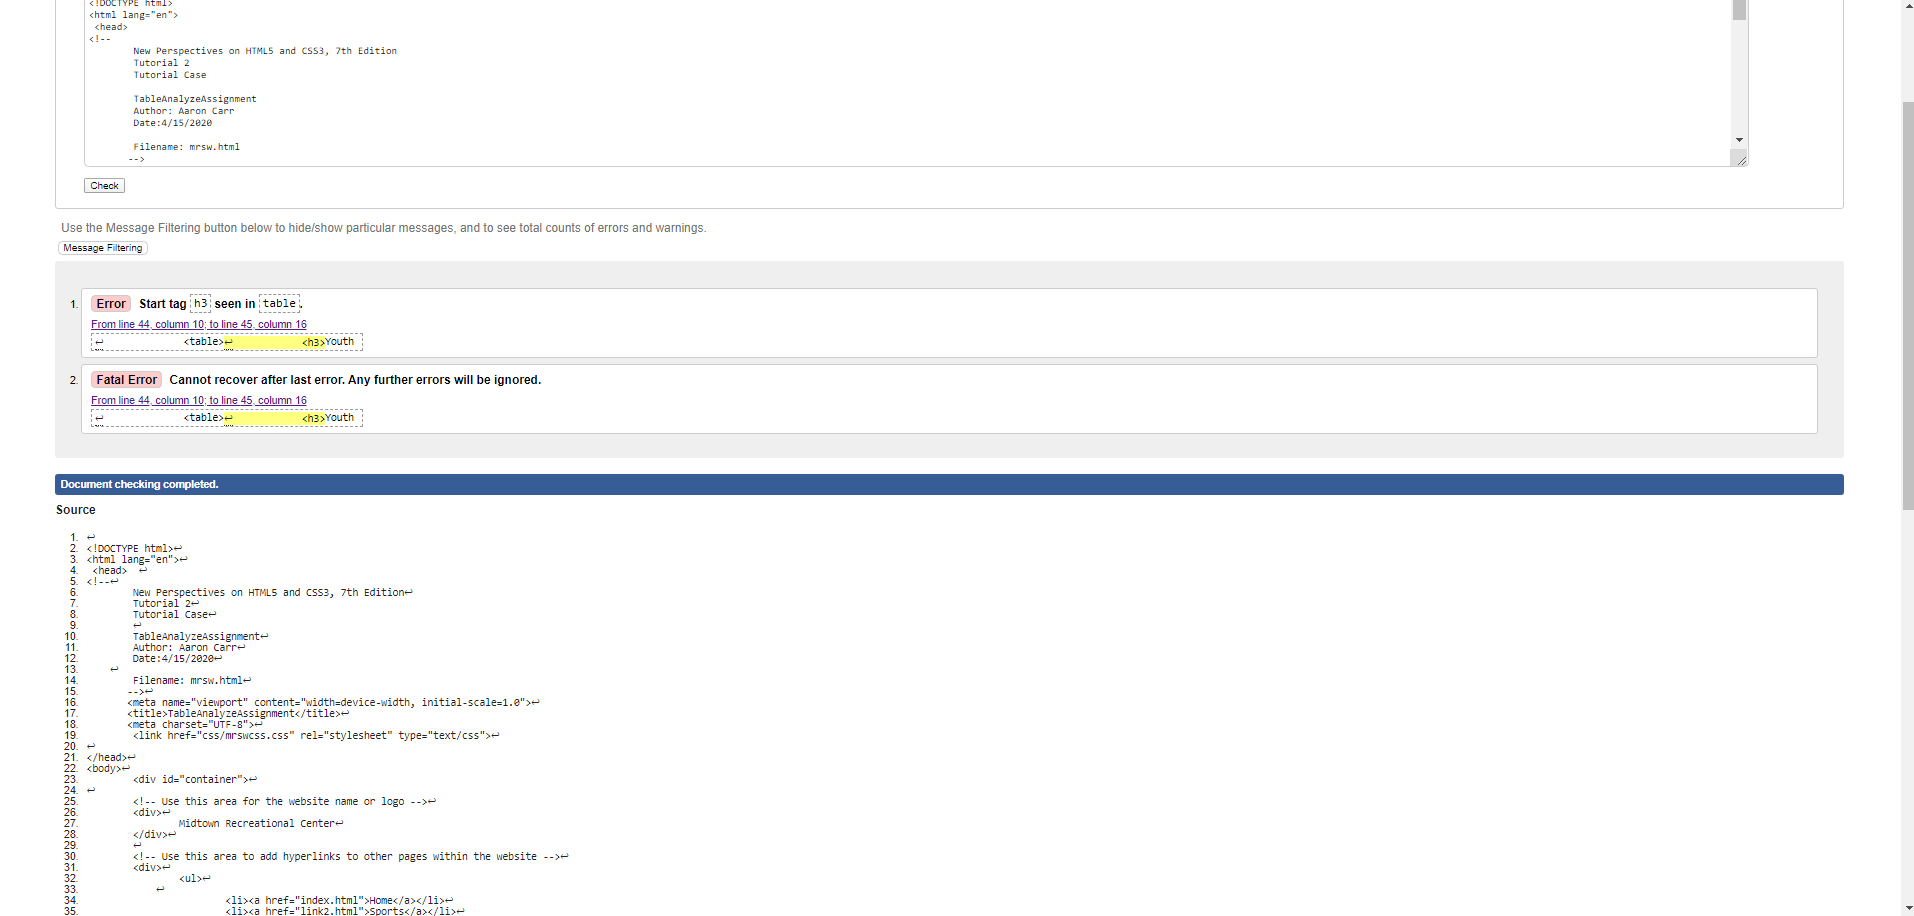 <!DOCTYPE html>
<html lang="en">
<head>
<!--
New Perspectives on HTML5 and CSS3, 7th Edition
Tutorial 2
Tutorial Case
TableAnalyzeAssignment
Author: Aaron Carr
Date:4/15/2020
Filename: mrsw.html
-->
Check
Use the Message Filtering button below to hide/show particular messages, and to see total counts of errors and warnings.
Message Filtering
1. Error Start tag h3 seen in table.
From line 44, column 10; to line 45, column 16
↩ <table>↩ <h3>Youth
2. Fatal Error Cannot recover after last error. Any further errors will be ignored.
From line 44, column 10; to line 45, column 16
↩ <table>↩ <h3>Youth
Document checking completed.
Source
1. ↩
2. <!DOCTYPE html>↩
3. <html lang="en">↩
4. <head> ↩
5. <!--↩
6. New Perspectives on HTML5 and CSS3, 7th Edition↩
7. Tutorial 2↩
8. Tutorial Case↩
9. ↩
10. TableAnalyzeAssignment↩
11. Author: Aaron Carr↩
12. Date:4/15/2020↩
13. ↩
14. Filename: mrsw.html↩
15. -->↩
16. <meta name="viewport" content="width=device-width, initial-scale=1.0">↩
17. <title>TableAnalyzeAssignment</title>↩
18. <meta charset="UTF-8">↩
19. <link href="css/mrswcss.css" rel="stylesheet" type="text/css">↩
20. ↩
21. </head>↩
22. <body>↩
23. <div id="container">↩
24. ↩
25. <!-- Use this area for the website name or logo -->↩
26. <div>↩
27. Midtown Recreational Center↩
28. </div>↩
29. ↩
30. <!-- Use this area to add hyperlinks to other pages within the website -->↩
31. <div>↩
32. <ul>↩
33. ↩
34. <li><a href="index.html">Home</a></li>↩
35. <li><a href="link2.html">Sports</a></li>↩